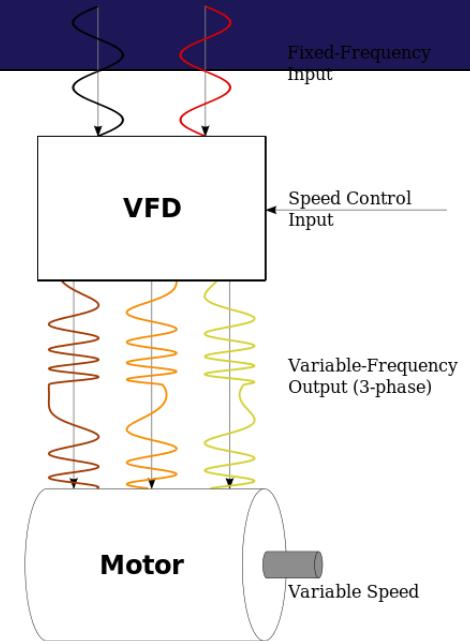 Fixed-Frequency
Input
VFD
Speed Control
Input
Variable-Frequency
Output (3-phase)
Motor
Variable Speed